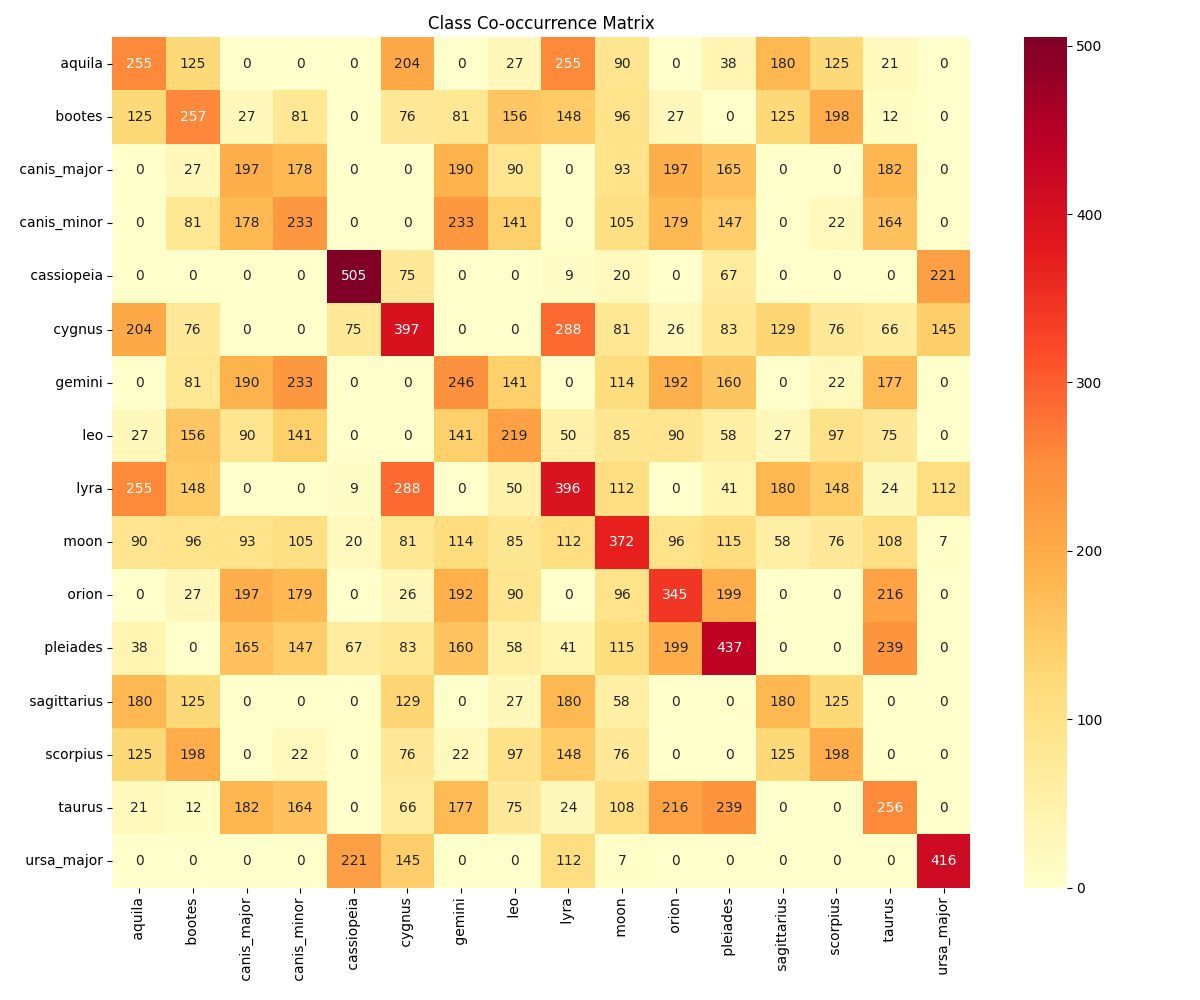 Class Co-occurrence Matrix
aquila 255 125 0 0 0 204 0 27 255 90 0 38 180 125 21 0
bootes 125 257 27 81 0 76 81 156 148 96 27 0 125 198 12 0
canis_major 0 27 197 178 0 0 190 90 0 93 197 165 0 0 182 0
canis_minor 0 81 178 233 0 0 233 141 0 105 179 147 0 22 164 0
cassiopeia 0 0 0 0 505 75 0 0 9 20 0 67 0 0 0 221
cygnus 204 76 0 0 75 397 0 0 288 81 26 83 129 76 66 145
gemini 0 81 190 233 0 0 246 141 0 114 192 160 0 22 177 0
leo 27 156 90 141 0 0 141 219 50 85 90 58 27 97 75 0
lyra 255 148 0 0 9 288 0 50 396 112 0 41 180 148 24 112
moon 90 96 93 105 20 81 114 85 112 372 96 115 58 76 108 7
orion 0 27 197 179 0 26 192 90 0 96 345 199 0 0 216 0
pleiades 38 0 165 147 67 83 160 58 41 115 199 437 0 0 239 0
sagittarius 180 125 0 0 0 129 0 27 180 58 0 0 180 125 0 0
scorpius 125 198 0 22 0 76 22 97 148 76 0 0 125 198 0 0
taurus 21 12 182 164 0 66 177 75 24 108 216 239 0 0 256 0
ursa_major 0 0 0 0 221 145 0 0 112 7 0 0 0 0 0 416
aquila bootes canis_major canis_minor cassiopeia cygnus gemini leo lyra moon orion pleiades sagittarius scorpius taurus ursa_major
500
400
300
200
100
0